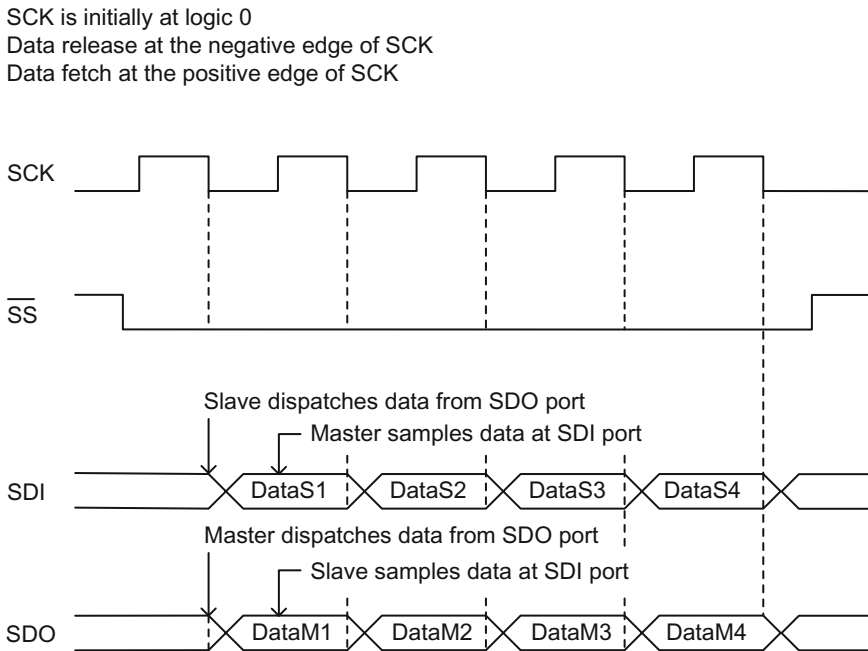 SCK is initially at logic 0
Data release at the negative edge of SCK
Data fetch at the positive edge of SCK
SCK
SS
Slave dispatches data from SDO port
Master samples data at SDI port
SDI DataS1 DataS2 DataS3 DataS4
Master dispatches data from SDO port
Slave samples data at SDI port
SDO DataM1 DataM2 DataM3 DataM4